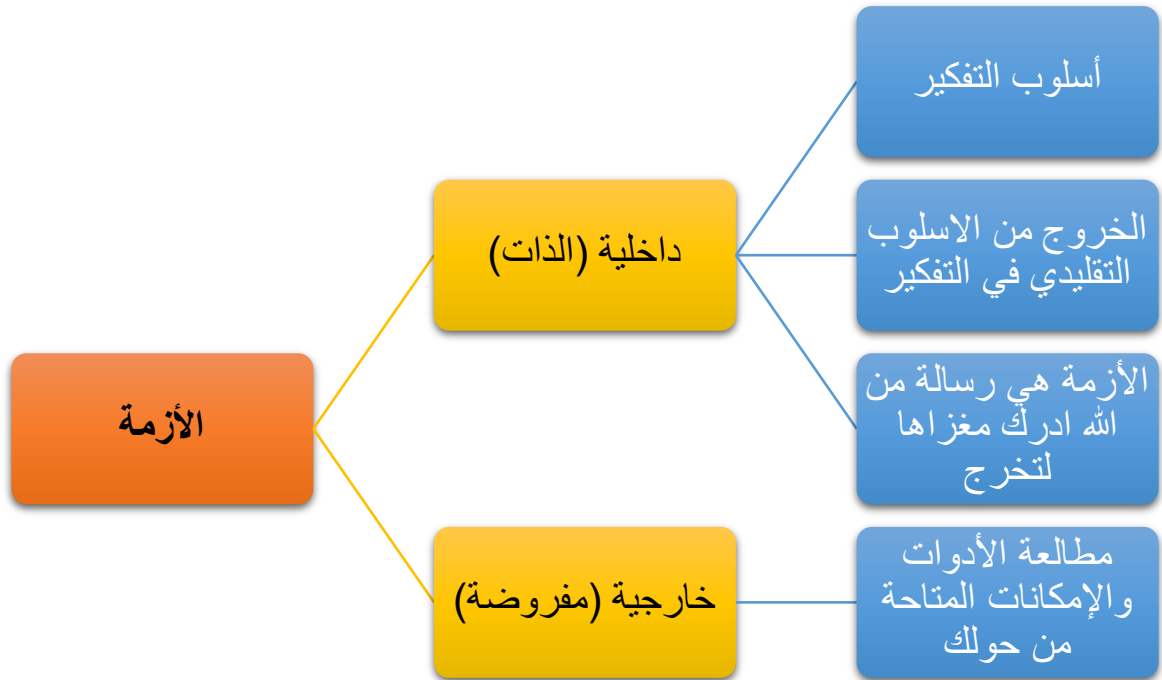 الأزمة
داخلية (الذات)
أسلوب التفكير
الخروج من الاسلوب
التقليدي في التفكير
الأزمة هي رسالة من
الله ادرك مغزاها
لتخرج
خارجية (مفروضة)
مطالعة الأدوات
والإمكانات المتاحة
من حولك